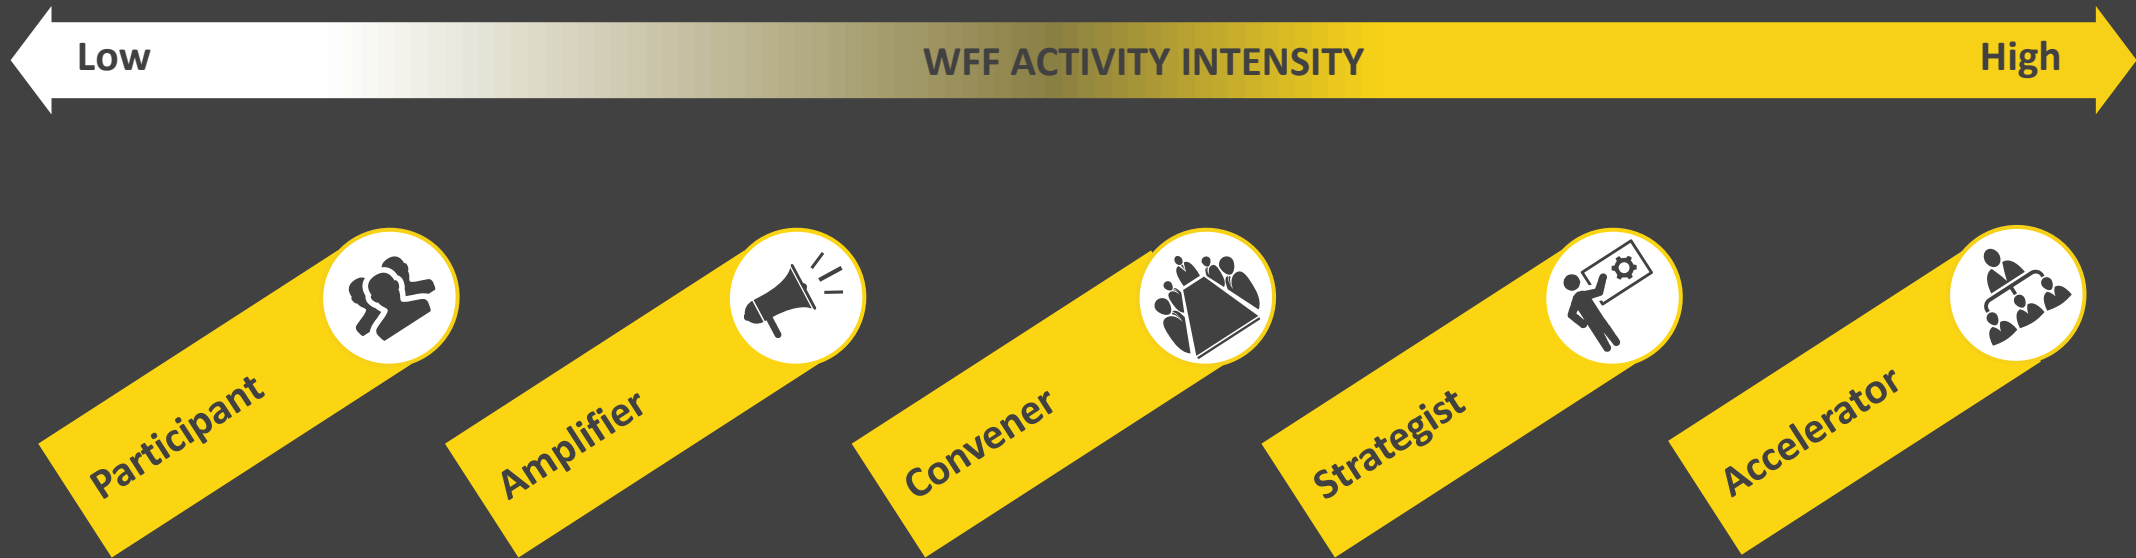 Low
WFF ACTIVITY INTENSITY
High
Participant
Amplifier
Convener
Strategist
Accelerator